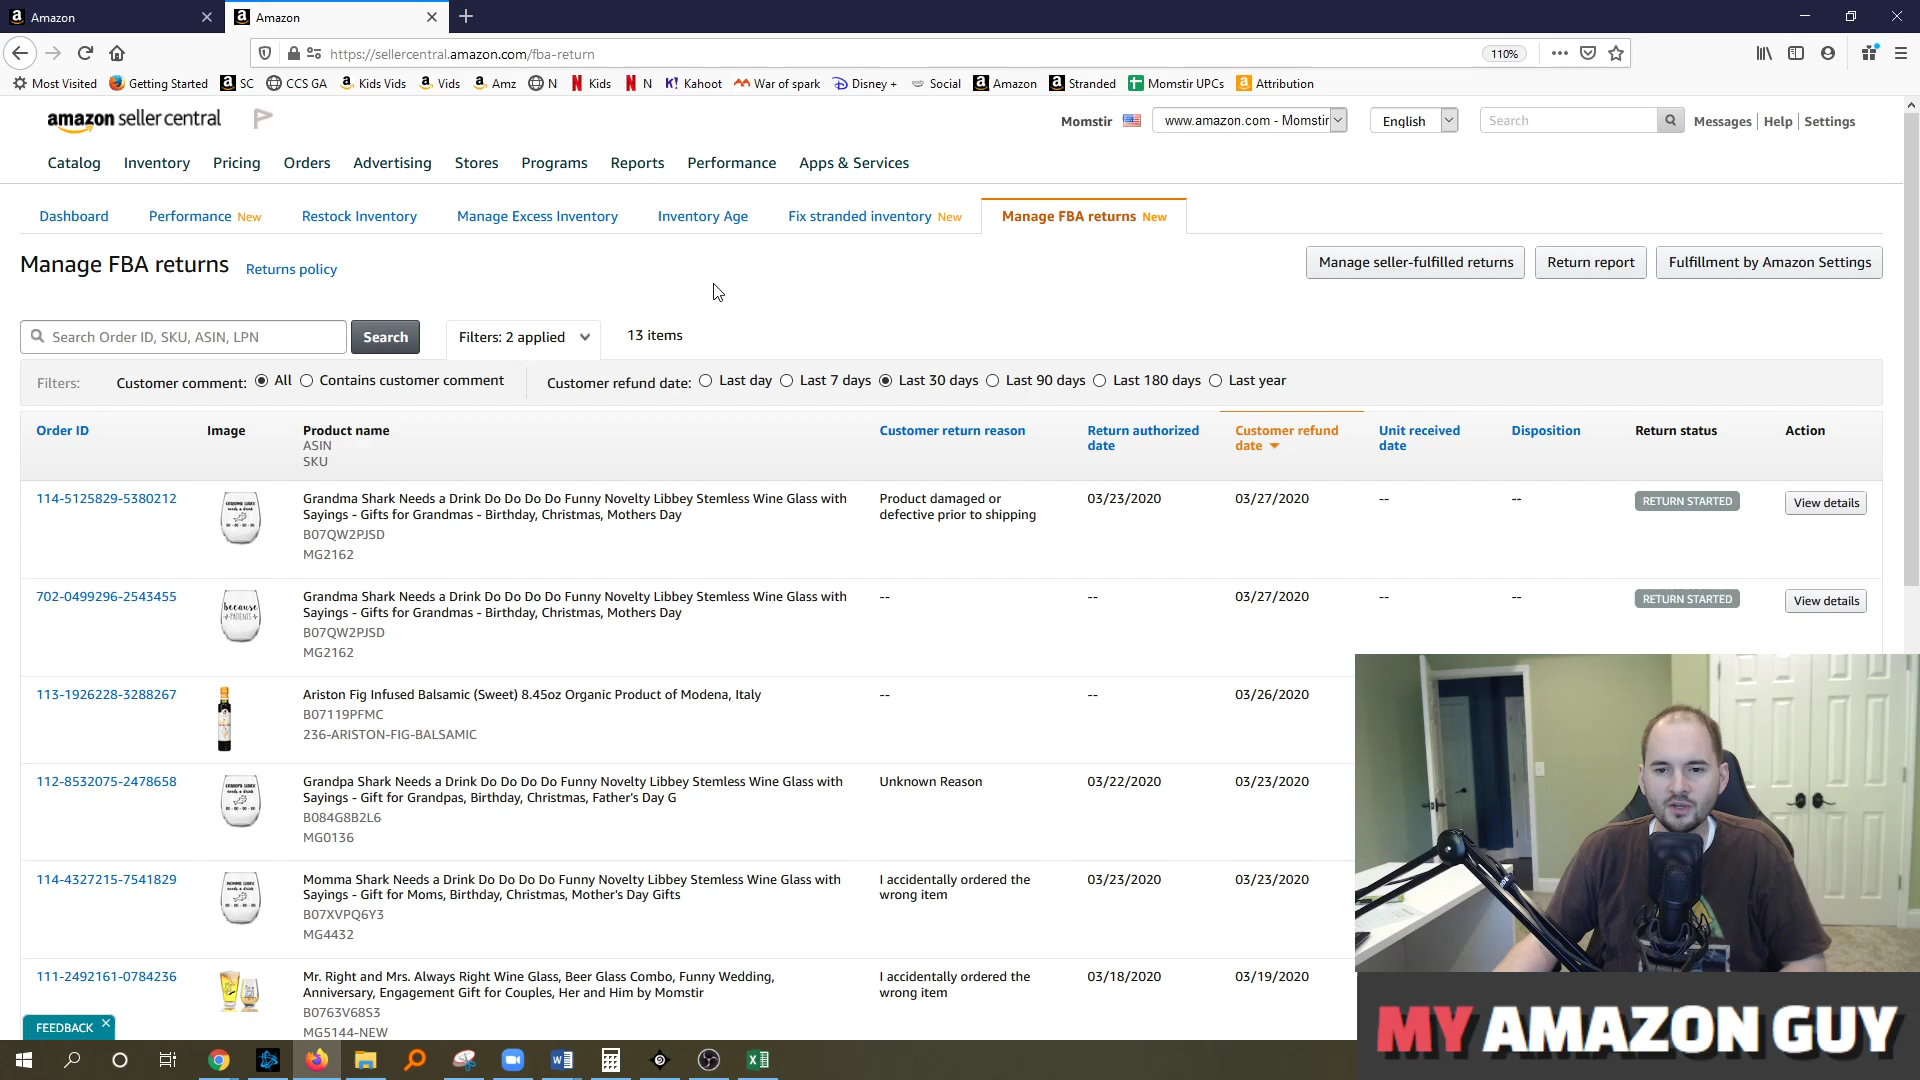 Amazon
Amazon
https://sellercentral.amazon.com/fba-return
110%
Most Visited
Getting Started
SC
CCS GA
Kids Vids
Vids
Amz
N
Kids
N
Kahoot
War of spark
Disney +
Social
Amazon
Stranded
Momstir UPCs
Attribution
amazon seller central
Momstir
www.amazon.com - Momstir
English
Search
Messages
Help
Settings
Catalog
Inventory
Pricing
Orders
Advertising
Stores
Programs
Reports
Performance
Apps & Services
Dashboard
Performance New
Restock Inventory
Manage Excess Inventory
Inventory Age
Fix stranded inventory New
Manage FBA returns New
Manage FBA returns
Returns policy
Manage seller-fulfilled returns
Return report
Fulfillment by Amazon Settings
Search Order ID, SKU, ASIN, LPN
Search
Filters: 2 applied
13 items
Filters:
Customer comment:
All
Contains customer comment
Customer refund date:
Last day
Last 7 days
Last 30 days
Last 90 days
Last 180 days
Last year
Order ID
Image
Product name
ASIN
SKU
Customer return reason
Return authorized
date
Customer refund
date
Unit received
date
Disposition
Return status
Action
114-5125829-5380212
Grandma Shark Needs a Drink Do Do Do Do Funny Novelty Libbey Stemless Wine Glass with
Sayings - Gifts for Grandmas - Birthday, Christmas, Mothers Day
B07QW2PJSD
MG2162
Product damaged or
defective prior to shipping
03/23/2020
03/27/2020
--
--
RETURN STARTED
View details
702-0499296-2543455
because
PATIENTS
Grandma Shark Needs a Drink Do Do Do Do Funny Novelty Libbey Stemless Wine Glass with
Sayings - Gifts for Grandmas - Birthday, Christmas, Mothers Day
B07QW2PJSD
MG2162
--
--
03/27/2020
--
--
RETURN STARTED
View details
113-1926228-3288267
Ariston Fig Infused Balsamic (Sweet) 8.45oz Organic Product of Modena, Italy
B07119PFMC
236-ARISTON-FIG-BALSAMIC
--
--
03/26/2020
112-8532075-2478658
Grandpa Shark Needs a Drink Do Do Do Do Funny Novelty Libbey Stemless Wine Glass with
Sayings - Gift for Grandpas, Birthday, Christmas, Father's Day G
B084G8B2L6
MG0136
Unknown Reason
03/22/2020
03/23/2020
114-4327215-7541829
Momma Shark Needs a Drink Do Do Do Do Funny Novelty Libbey Stemless Wine Glass with
Sayings - Gift for Moms, Birthday, Christmas, Mother's Day Gifts
B07XVPQ6Y3
MG4432
I accidentally ordered the
wrong item
03/23/2020
03/23/2020
111-2492161-0784236
Mr. Right and Mrs. Always Right Wine Glass, Beer Glass Combo, Funny Wedding,
Anniversary, Engagement Gift for Couples, Her and Him by Momstir
B0763V68S3
MG5144-NEW
I accidentally ordered the
wrong item
03/18/2020
03/19/2020
FEEDBACK
MY AMAZON GUY